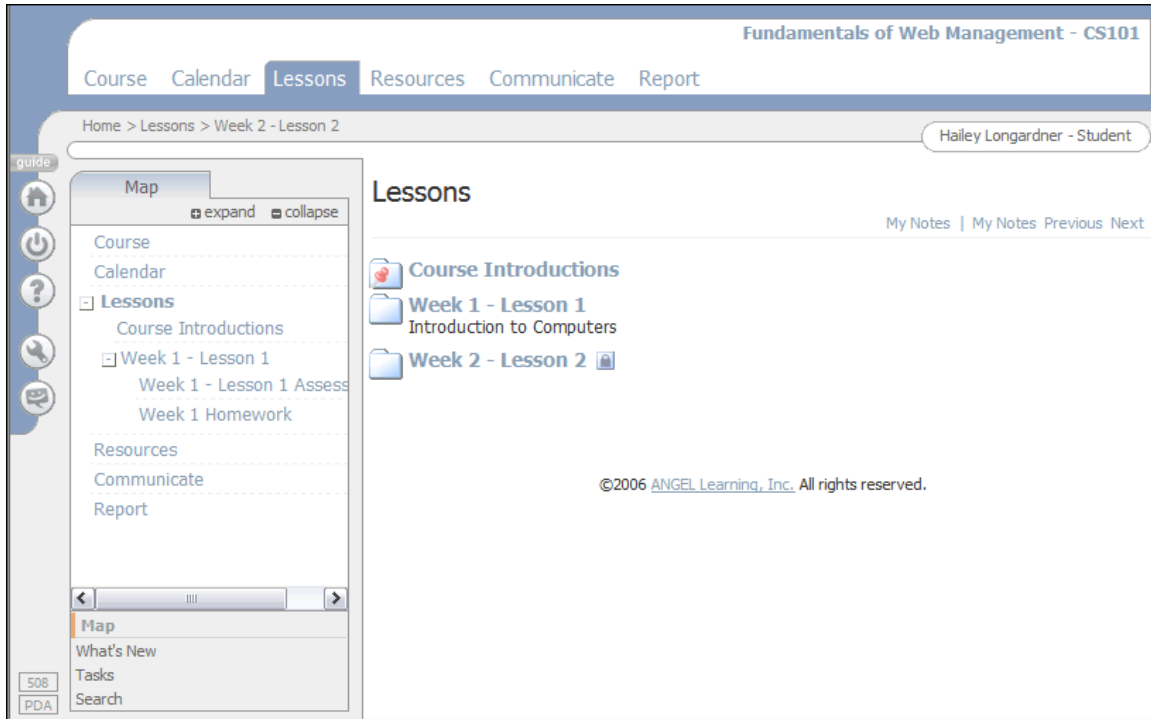 Fundamentals of Web Management - CS101
Course Calendar Lessons Resources Communicate Report
Home > Lessons > Week 2 - Lesson 2
Hailey Longardner - Student
guide
Map
expand collapse
Course
Calendar
Lessons
Course Introductions
Week 1 - Lesson 1
Week 1 - Lesson 1 Assess
Week 1 Homework
Resources
Communicate
Report
Map
What's New
Tasks
Search
508
PDA
Lessons
My Notes | My Notes Previous Next
Course Introductions
Week 1 - Lesson 1
Introduction to Computers
Week 2 - Lesson 2
©2006 ANGEL Learning, Inc. All rights reserved.